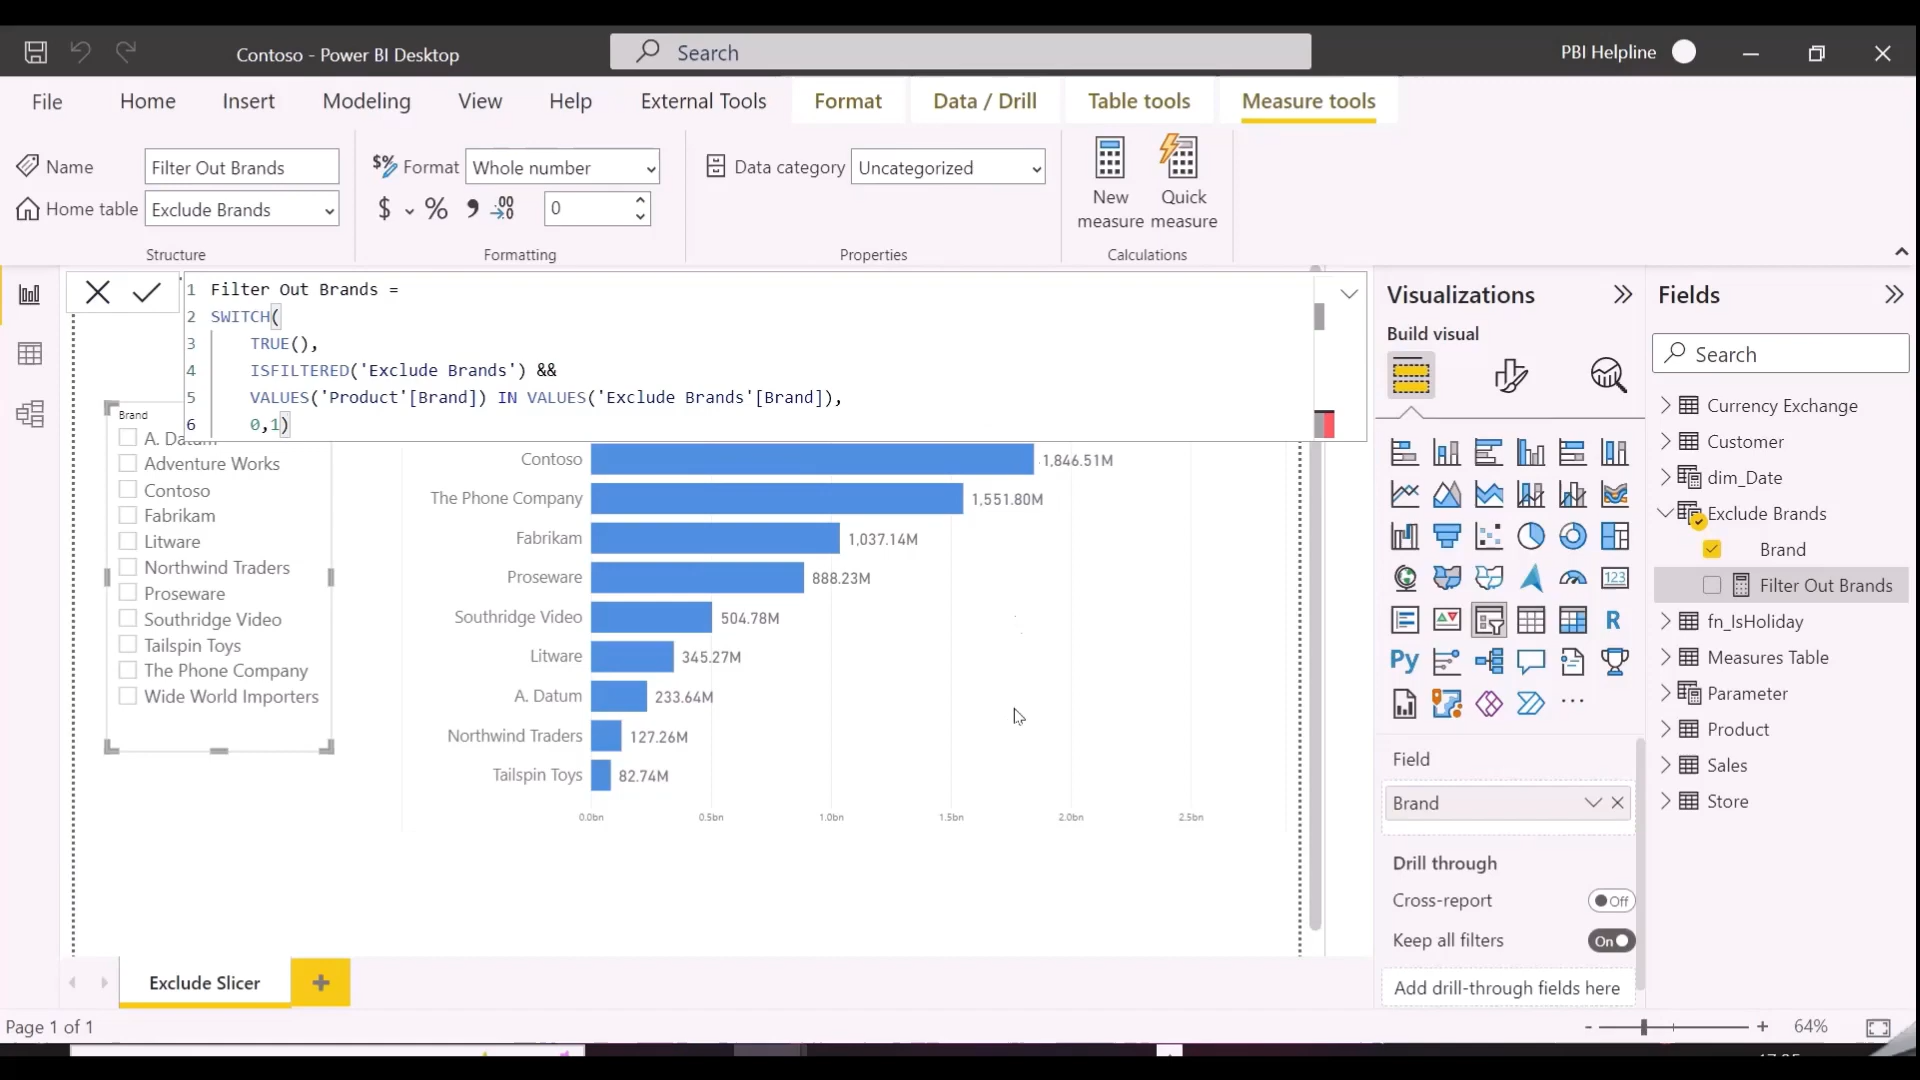 Contoso - Power BI Desktop
Search
PBI Helpline
File
Home
Insert
Modeling
View
Help
External Tools
Format
Data / Drill
Table tools
Measure tools
Name
Filter Out Brands
Home table
Exclude Brands
Structure
$% Format
Whole number
$ % 9 .00
0
Formatting
Data category
Uncategorized
Properties
New measure
Quick measure
Calculations
1 Filter Out Brands =
2 SWITCH(
3 TRUE(),
4 ISFILTERED('Exclude Brands') &&
5 VALUES('Product'[Brand]) IN VALUES('Exclude Brands'[Brand]),
6 0,1)
Brand
A. Datum
Adventure Works
Contoso
Fabrikam
Litware
Northwind Traders
Proseware
Southridge Video
Tailspin Toys
The Phone Company
Wide World Importers
Contoso 1,846.51M
The Phone Company 1,551.80M
Fabrikam 1,037.14M
Proseware 888.23M
Southridge Video 504.78M
Litware 345.27M
A. Datum 233.64M
Northwind Traders 127.26M
Tailspin Toys 82.74M
0.0bn 0.5bn 1.0bn 1.5bn 2.0bn 2.5bn
Visualizations
Build visual
123
R
Py
Field
Brand
Drill through
Cross-report
Off
Keep all filters
On
Add drill-through fields here
Fields
Search
Currency Exchange
Customer
dim_Date
Exclude Brands
Brand
Filter Out Brands
fn_IsHoliday
Measures Table
Parameter
Product
Sales
Store
Exclude Slicer
Page 1 of 1
- + 64%